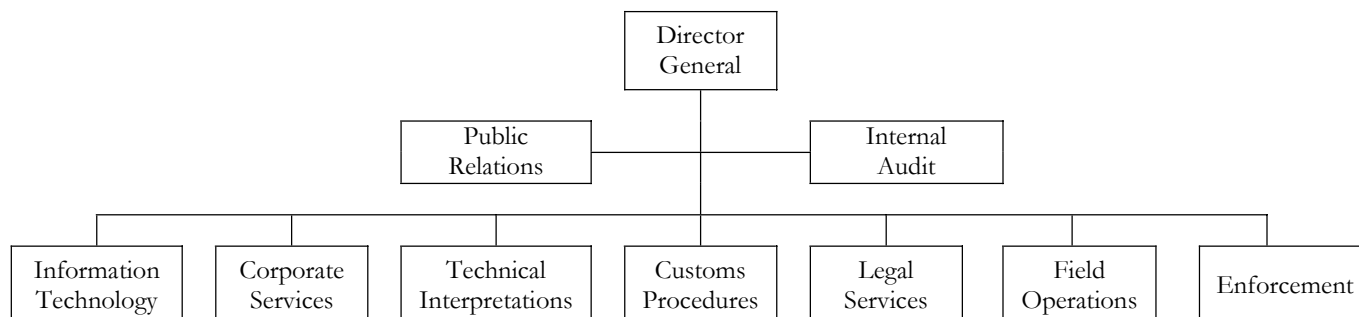 Director
General
Public
Relations
Internal
Audit
Information
Technology
Corporate
Services
Technical
Interpretations
Customs
Procedures
Legal
Services
Field
Operations
Enforcement